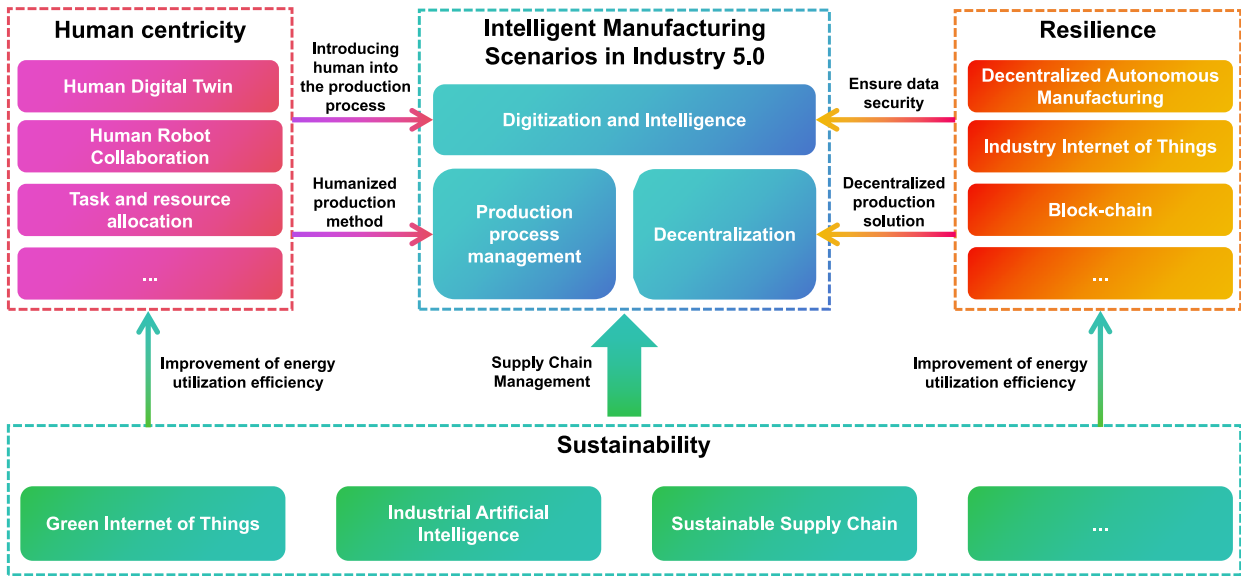 Human centricity
Human Digital Twin
Human Robot
Collaboration
Task and resource
allocation
...
Introducing
human into
the production
process
Humanized
production
method
Intelligent Manufacturing
Scenarios in Industry 5.0
Digitization and Intelligence
Production
process
management
Decentralization
Ensure data
security
Decentralized
production
solution
Resilience
Decentralized Autonomous
Manufacturing
Industry Internet of Things
Block-chain
...
Improvement of energy
utilization efficiency
Supply Chain
Management
Improvement of energy
utilization efficiency
Sustainability
Green Internet of Things
Industrial Artificial
Intelligence
Sustainable Supply Chain
...